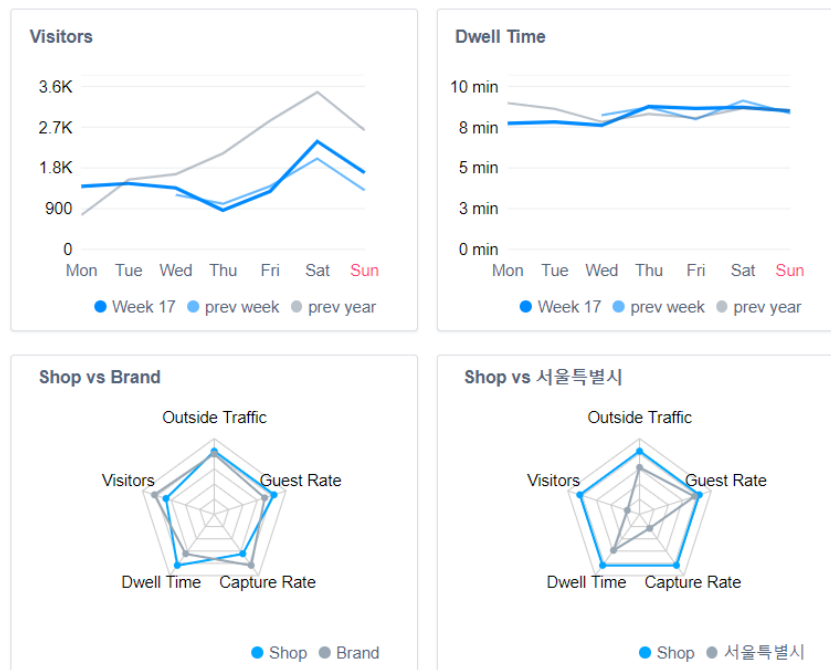 Visitors
3.6K
2.7K
1.8K
900
0
Mon Tue Wed Thu Fri Sat Sun
Week 17 prev week prev year
Dwell Time
10 min
8 min
5 min
3 min
0 min
Mon Tue Wed Thu Fri Sat Sun
Week 17 prev week prev year
Shop vs Brand
Outside Traffic
Visitors Guest Rate
Dwell Time Capture Rate
Shop Brand
Shop vs 서울특별시
Outside Traffic
Visitors Guest Rate
Dwell Time Capture Rate
Shop 서울특별시